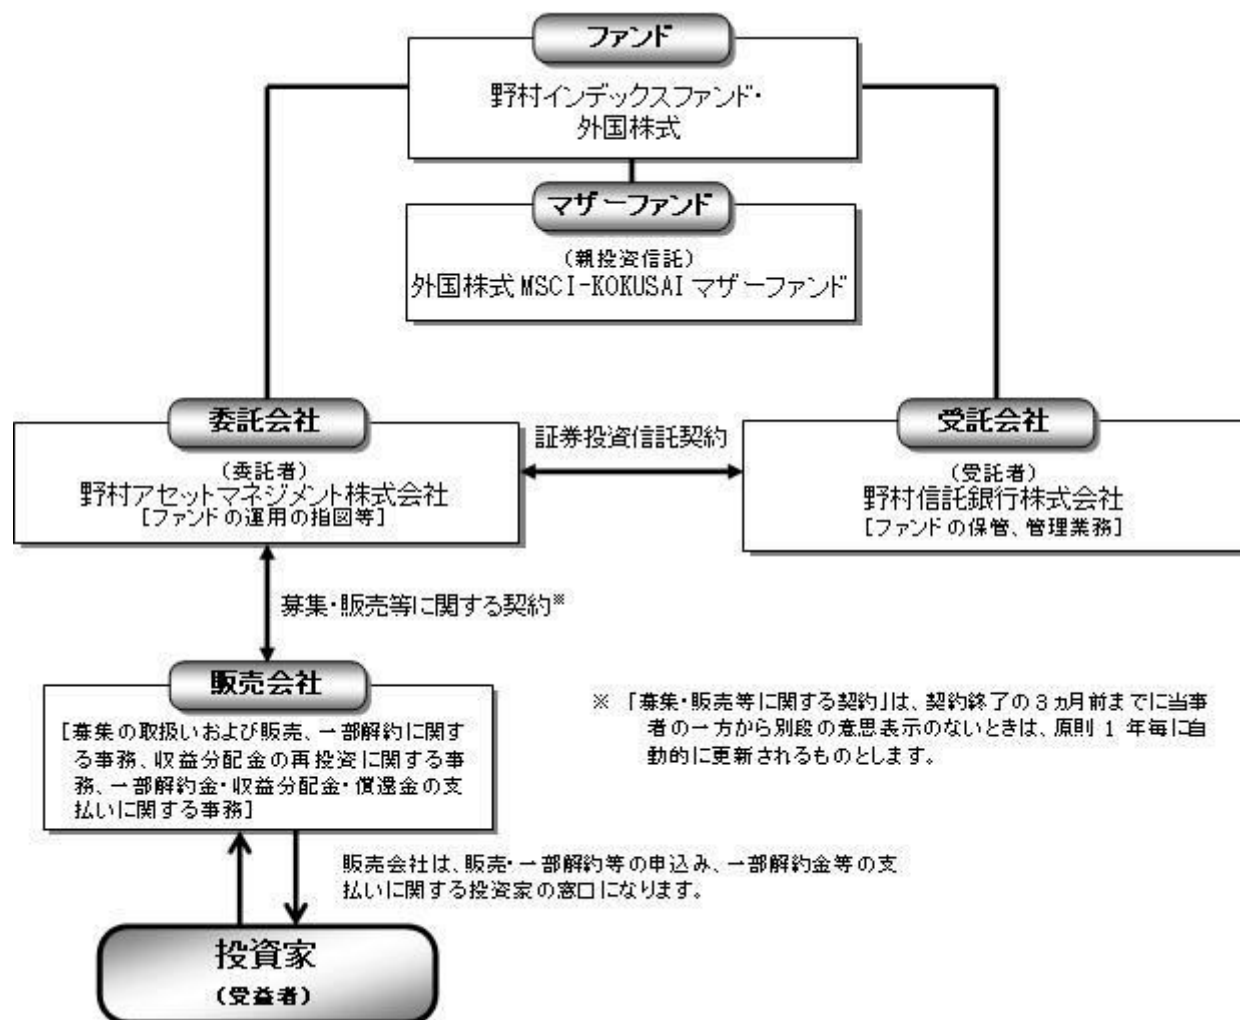 ファンド
野村インデックスファンド・
外国株式
マザーファンド
(親投資信託)
外国株式MSCI-KOKUSAIマザーファンド
委託会社
(委託者)
野村アセットマネジメント株式会社
[ファンドの運用の指図等]
証券投資信託契約
受託会社
(受託者)
野村信託銀行株式会社
[ファンドの保管、管理業務]
募集・販売等に関する契約※
販売会社
[募集の取扱いおよび販売、一部解約に関す
る事務、収益分配金の再投資に関する事
務、一部解約金・収益分配金・償還金の支
払いに関する事務]
※ 「募集・販売等に関する契約」は、契約終了の3ヵ月前までに当事
者の一方から別段の意思表示のないときは、原則 1 年毎に自
動的に更新されるものとします。
販売会社は、販売・一部解約等の申込み、一部解約金等の支
払いに関する投資家の窓口になります。
投資家
(受益者)